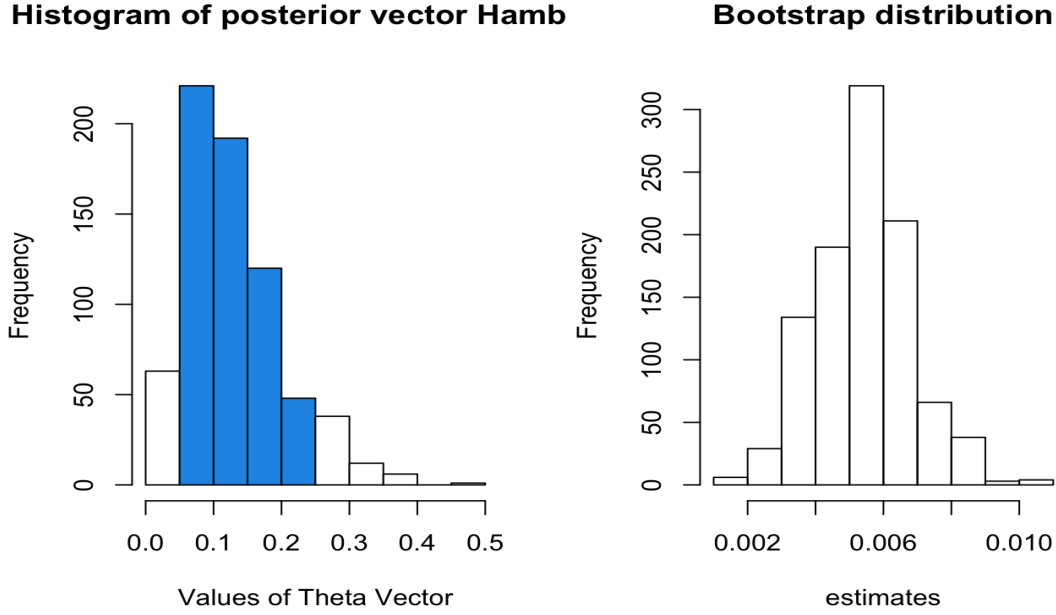 Histogram of posterior vector Hamb
Frequency
200
150
100
50
0
0.0 0.1 0.2 0.3 0.4 0.5
Values of Theta Vector
Bootstrap distribution
Frequency
300
250
200
150
100
50
0
0.002 0.006 0.010
estimates